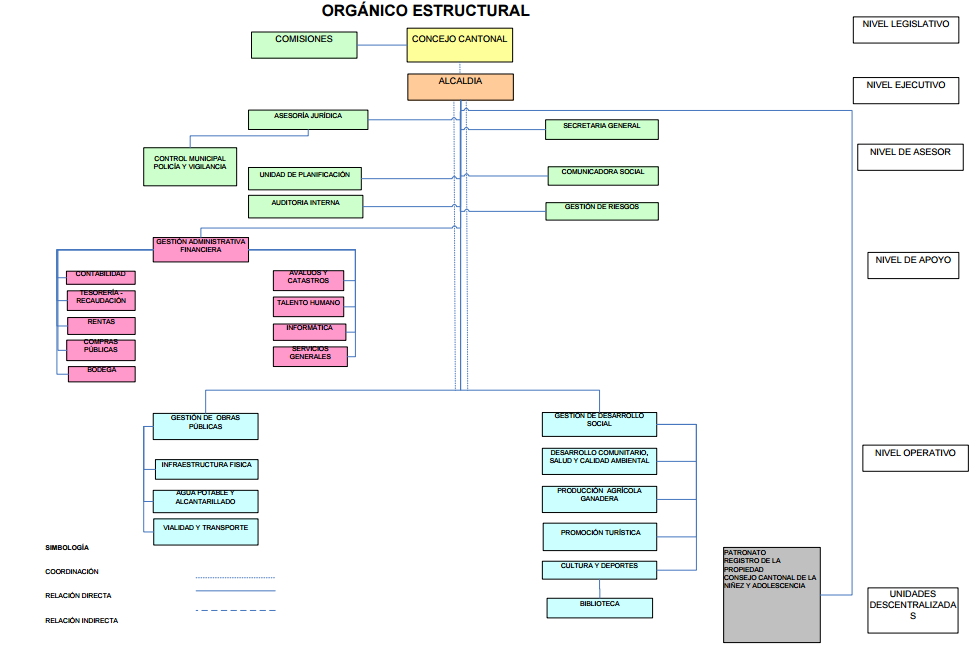 ORGÁNICO ESTRUCTURAL
COMISIONES
CONCEJO CANTONAL
NIVEL LEGISLATIVO
ALCALDIA
NIVEL EJECUTIVO
ASESORÍA JURÍDICA
SECRETARIA GENERAL
CONTROL MUNICIPAL
POLICÍA Y VIGILANCIA
NIVEL DE ASESOR
UNIDAD DE PLANIFICACIÓN
COMUNICADORA SOCIAL
AUDITORIA INTERNA
GESTIÓN DE RIESGOS
GESTIÓN ADMINISTRATIVA
FINANCIERA
NIVEL DE APOYO
CONTABILIDAD
TESORERÍA -
RECAUDACIÓN
RENTAS
COMPRAS
PÚBLICAS
BODEGA
AVALUOS Y
CATASTROS
TALENTO HUMANO
INFORMÁTICA
SERVICIOS
GENERALES
GESTIÓN DE OBRAS
PÚBLICAS
INFRAESTRUCTURA FISICA
AGUA POTABLE Y
ALCANTARILLADO
VIALIDAD Y TRANSPORTE
GESTIÓN DE DESARROLLO
SOCIAL
DESARROLLO COMUNITARIO,
SALUD Y CALIDAD AMBIENTAL
PRODUCCIÓN AGRÍCOLA
GANADERA
PROMOCIÓN TURÍSTICA
CULTURA Y DEPORTES
BIBLIOTECA
NIVEL OPERATIVO
SIMBOLOGÍA
COORDINACIÓN
RELACIÓN DIRECTA
RELACIÓN INDIRECTA
PATRONATO
REGISTRO DE LA
PROPIEDAD
CONSEJO CANTONAL DE LA
NIÑEZ Y ADOLESCENCIA
UNIDADES
DESCENTRALIZADA
S